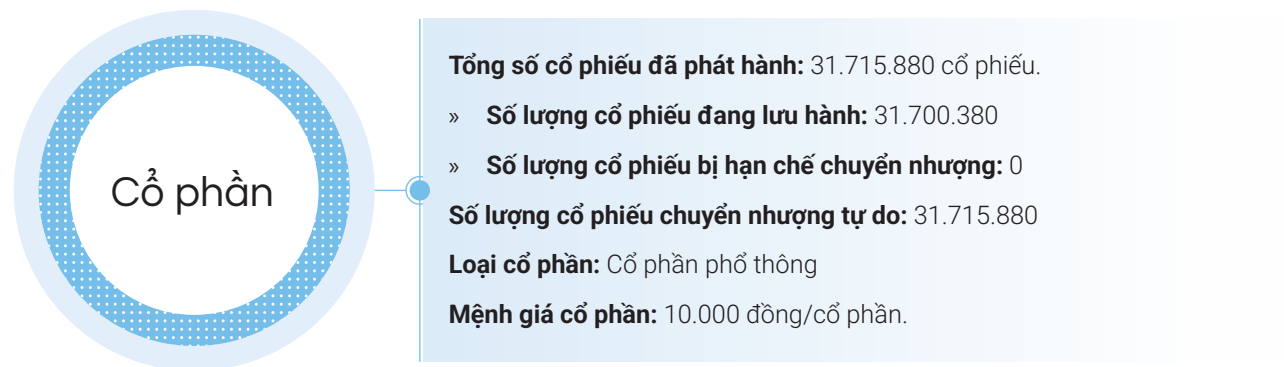 Cổ phần
Tổng số cổ phiếu đã phát hành: 31.715.880 cổ phiếu.
» Số lượng cổ phiếu đang lưu hành: 31.700.380
» Số lượng cổ phiếu bị hạn chế chuyển nhượng: 0
Số lượng cổ phiếu chuyển nhượng tự do: 31.715.880
Loại cổ phần: Cổ phần phổ thông
Mệnh giá cổ phần: 10.000 đồng/cổ phần.